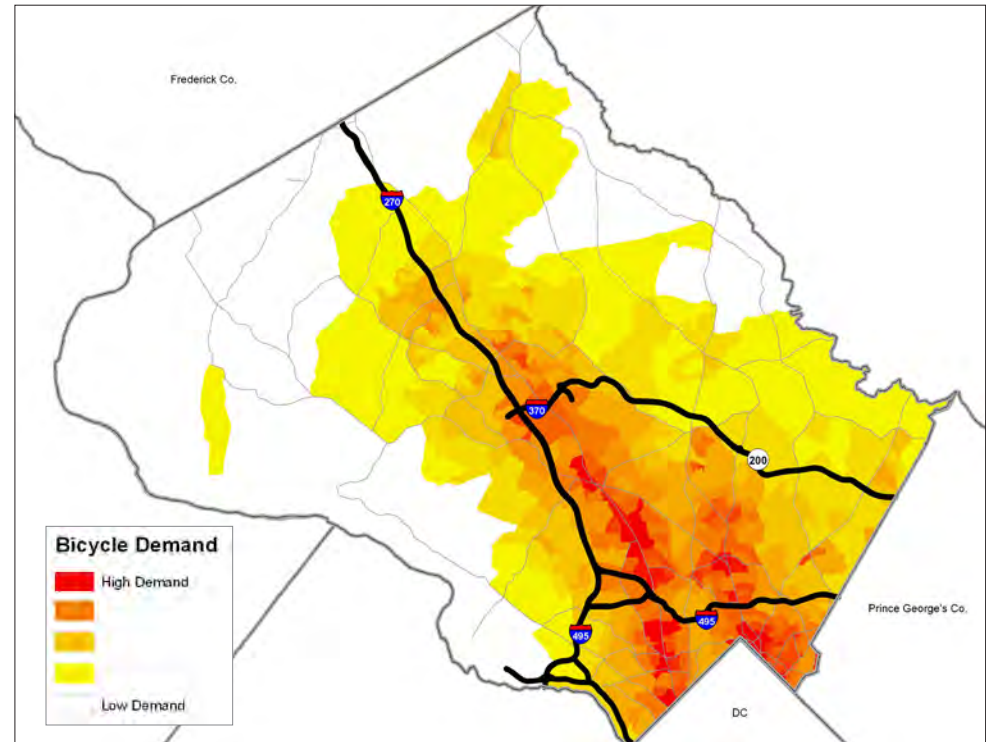 Frederick Co.
270
370
200
Bicycle Demand
High Demand
Low Demand
495
495
Prince George's Co.
DC